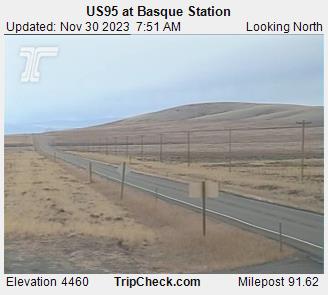 US95 at Basque Station
Updated: Nov 30 2023 7:51 AM Looking North
Elevation 4460 TripCheck.com Milepost 91.62